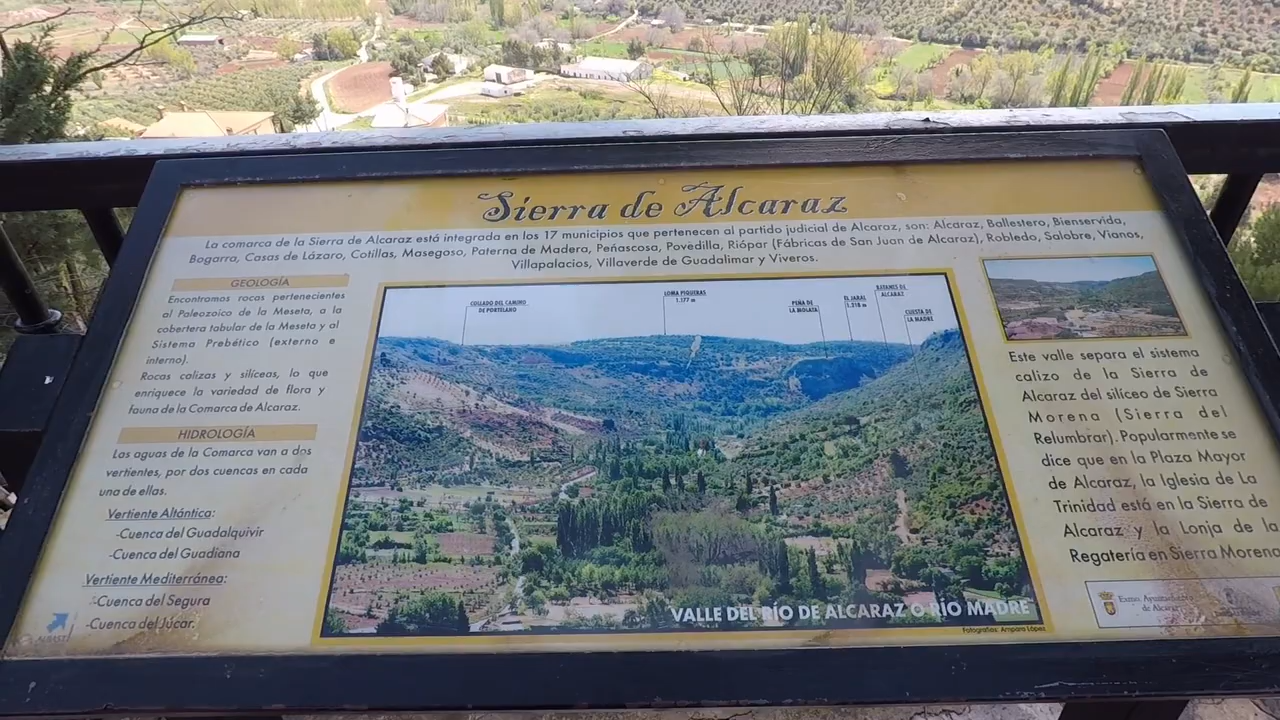 Sierra de Alcaraz
La comarca de la Sierra de Alcaraz está integrada en los 17 municipios que pertenecen al partido judicial de Alcaraz, son: Alcaraz, Ballestero, Bienservida,
Bogarra, Casas de Lázaro, Cotillas, Masegoso, Paterna de Madera, Peñascosa, Povedilla, Riópar (Fábricas de San Juan de Alcaraz), Robledo, Salobre, Vianos,
Villapalacios, Villaverde de Guadalimar y Viveros.
GEOLOGÍA
Encontramos rocas pertenecientes
al Paleozoico de la Meseta, a la
cobertera tabular de la Meseta y al
Sistema Prebético (externo e
interno).
Rocas calizas y silíceas, lo que
enriquece la variedad de flora y
fauna de la Comarca de Alcaraz.
HIDROLOGÍA
Las aguas de la Comarca van a dos
vertientes, por dos cuencas en cada
una de ellas.
Vertiente Altántica:
-Cuenca del Guadalquivir
-Cuenca del Guadiana
Vertiente Mediterránea:
-Cuenca del Segura
-Cuenca del Júcar.
COLLADO DEL CAMINO
DE PORTELANO
LOMA PIQUERAS
1.177 m
PEÑA DE
LA MOLATA
EL JARAL
1.218 m
BATANES DE
ALCARAZ
CUESTA DE
LA MADRE
VALLE DEL RÍO DE ALCARAZ O RÍO MADRE
Fotografías: Amparo López
Este valle separa el sistema
calizo de la Sierra de
Alcaraz del silíceo de Sierra
Morena (Sierra del
Relumbrar). Popularmente se
dice que en la Plaza Mayor
de Alcaraz, la Iglesia de La
Trinidad está en la Sierra de
Alcaraz y la Lonja de la
Regatería en Sierra Morena
Excmo. Ayuntamiento
de Alcaraz